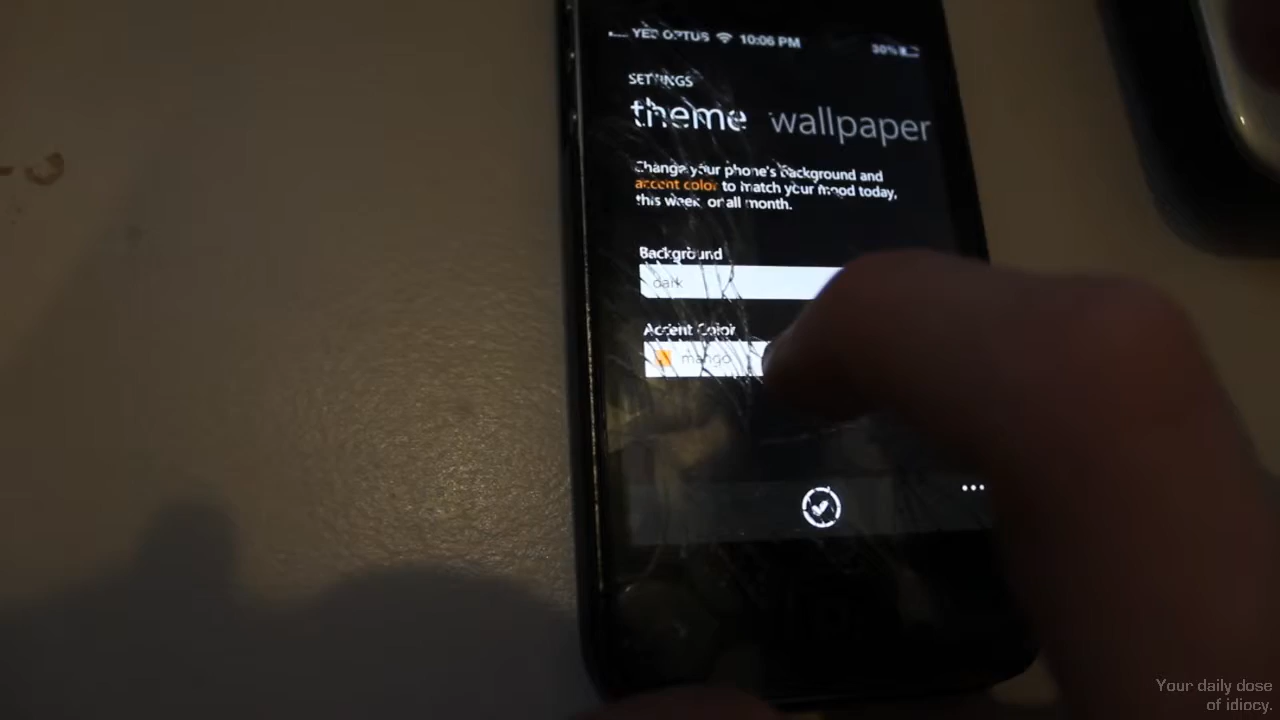 YES OPTUS 10:06 PM 30%
SETTINGS
theme wallpaper
Change your phone's background and
accent color to match your mood today,
this week, or all month.
Background
dark
Accent Color
mango
Your daily dose
of idiocy.